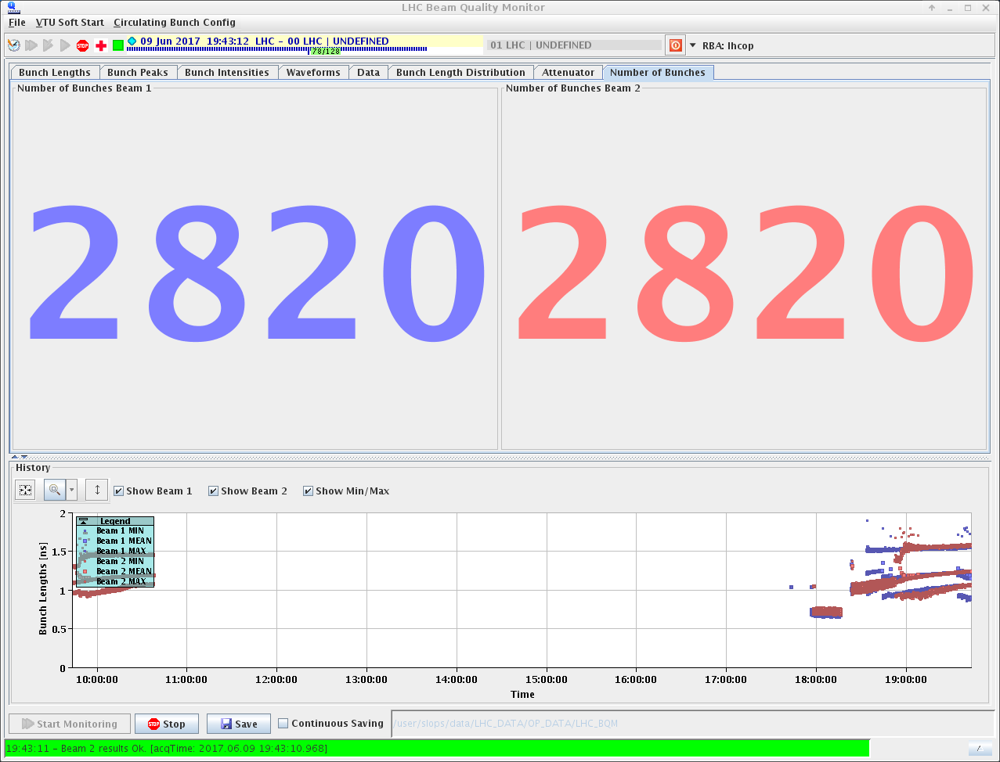 LHC Beam Quality Monitor
File VTU Soft Start Circulating Bunch Config
09 Jun 2017 19:43:12 LHC - 00 LHC | UNDEFINED 01 LHC | UNDEFINED RBA: lhcop
STOP 78/128
Bunch Lengths Bunch Peaks Bunch Intensities Waveforms Data Bunch Length Distribution Attenuator Number of Bunches
Number of Bunches Beam 1 Number of Bunches Beam 2
2820 2820
History
Show Beam 1 Show Beam 2 Show Min/Max
Legend
Beam 1 MIN
Beam 1 MEAN
Beam 1 MAX
Beam 2 MIN
Beam 2 MEAN
Beam 2 MAX
Bunch Lengths [ns]
2
1.5
1
0.5
0
10:00:00 11:00:00 12:00:00 13:00:00 14:00:00 15:00:00 16:00:00 17:00:00 18:00:00 19:00:00
Time
Start Monitoring STOP Stop Save Continuous Saving /user/slops/data/LHC_DATA/OP_DATA/LHC_BQM
19:43:11 - Beam 2 results Ok. [acqTime: 2017.06.09 19:43:10.968]